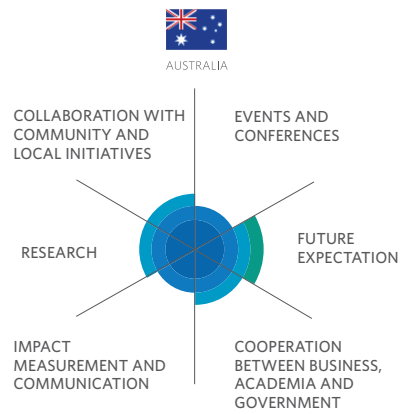 AUSTRALIA
COLLABORATION WITH
COMMUNITY AND
LOCAL INITIATIVES
EVENTS AND
CONFERENCES
RESEARCH
FUTURE
EXPECTATION
IMPACT
MEASUREMENT AND
COMMUNICATION
COOPERATION
BETWEEN BUSINESS,
ACADEMIA AND
GOVERNMENT